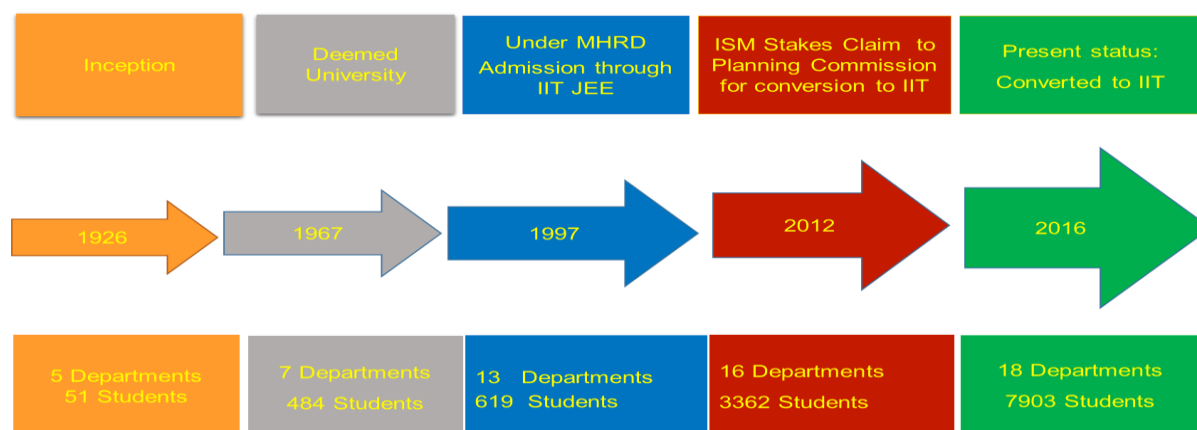 Inception
Deemed
University
Under MHRD
Admission through
IIT JEE
ISM Stakes Claim to
Planning Commission
for conversion to IIT
Present status:
Converted to IIT
1926
1967
1997
2012
2016
5 Departments
51 Students
7 Departments
484 Students
13 Departments
619 Students
16 Departments
3362 Students
18 Departments
7903 Students